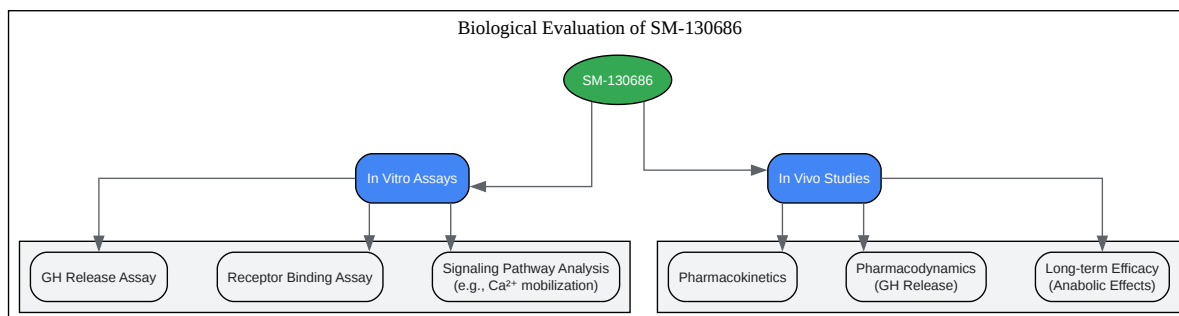 Biological Evaluation of SM-130686
SM-130686
In Vitro Assays
In Vivo Studies
GH Release Assay
Receptor Binding Assay
Signaling Pathway Analysis
(e.g., Ca²⁺ mobilization)
Pharmacokinetics
Pharmacodynamics
(GH Release)
Long-term Efficacy
(Anabolic Effects)